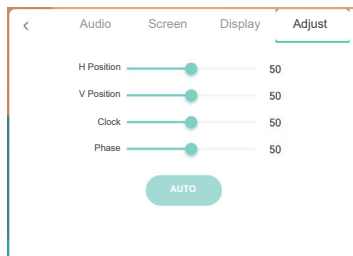 Audio Screen Display Adjust
H Position 50
V Position 50
Clock 50
Phase 50
AUTO